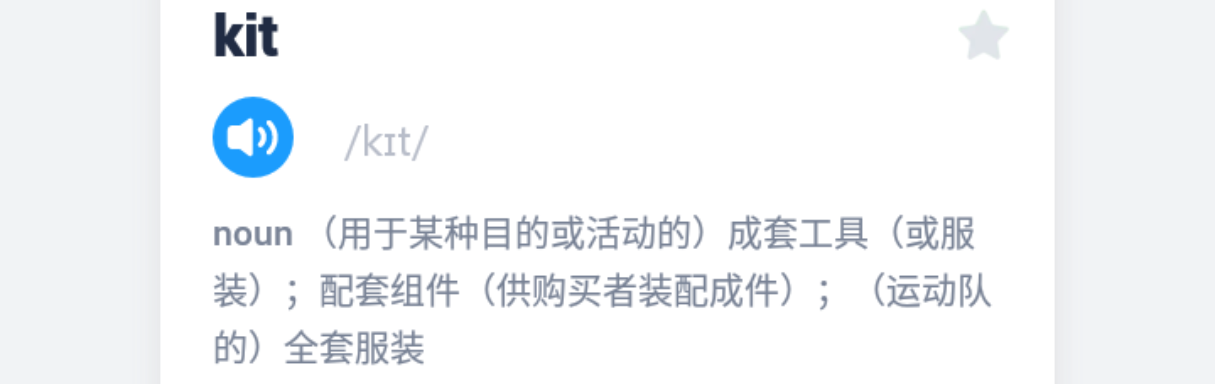 kit
/kɪt/
noun （用于某种目的或活动的）成套工具（或服
装）；配套组件（供购买者装配成件）；（运动队
的）全套服装